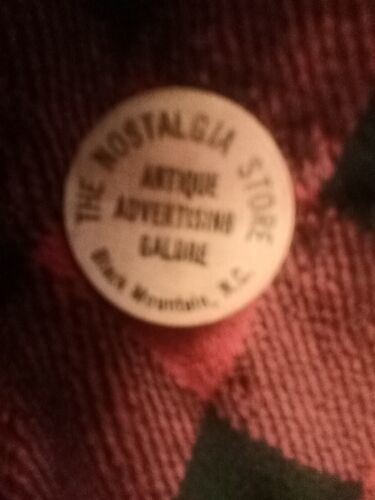 THE NOSTALGIA STORE
ANTIQUE
ADVERTISING
GALORE
Black Mountain, N.C.